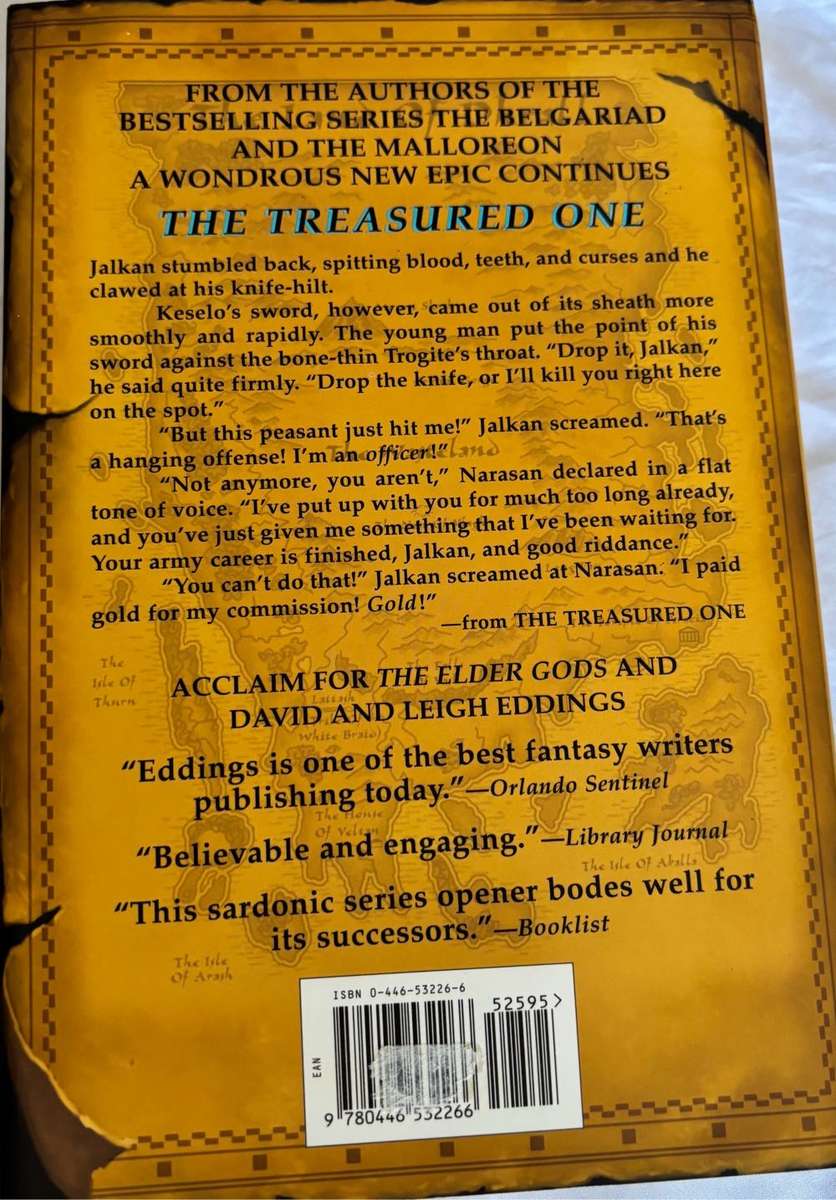 FROM THE AUTHORS OF THE
BESTSELLING SERIES THE BELGARIAD
AND THE MALLOREON
A WONDROUS NEW EPIC CONTINUES
THE TREASURED ONE
Jalkan stumbled back, spitting blood, teeth, and curses and he
clawed at his knife-hilt.
Keselo's sword, however, came out of its sheath more
smoothly and rapidly. The young man put the point of his
sword against the bone-thin Trogite's throat. “Drop it, Jalkan,”
he said quite firmly. “Drop the knife, or I'll kill you right here
on the spot.”
“But this peasant just hit me!” Jalkan screamed. “That's
a hanging offense! I'm an officer!”
“Not anymore, you aren't,” Narasan declared in a flat
tone of voice. “I've put up with you for much too long already,
and you've just given me something that I've been waiting for.
Your army career is finished, Jalkan, and good riddance.”
“You can't do that!” Jalkan screamed at Narasan. “I paid
gold for my commission! Gold!”
—from THE TREASURED ONE
The
Isle Of
Thurn
ACCLAIM FOR THE ELDER GODS AND
DAVID AND LEIGH EDDINGS
White Braid
“Eddings is one of the best fantasy writers
publishing today.”—Orlando Sentinel
The House
Of Veltan
“Believable and engaging.”—Library Journal
The Isle Of Aballs
“This sardonic series opener bodes well for
its successors.”—Booklist
The Isle
Of Arash
ISBN 0-446-53226-6
52595>
EAN
9 780446 532266